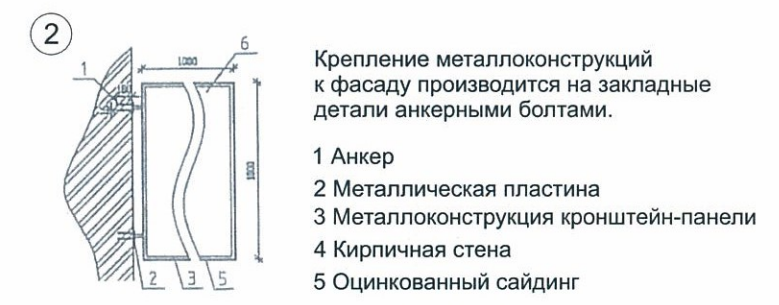 2
Крепление металлоконструкций
к фасаду производится на закладные
детали анкерными болтами.
1 Анкер
2 Металлическая пластина
3 Металлоконструкция кронштейн-панели
4 Кирпичная стена
5 Оцинкованный сайдинг
1
100
1000
6
1000
2
3
5